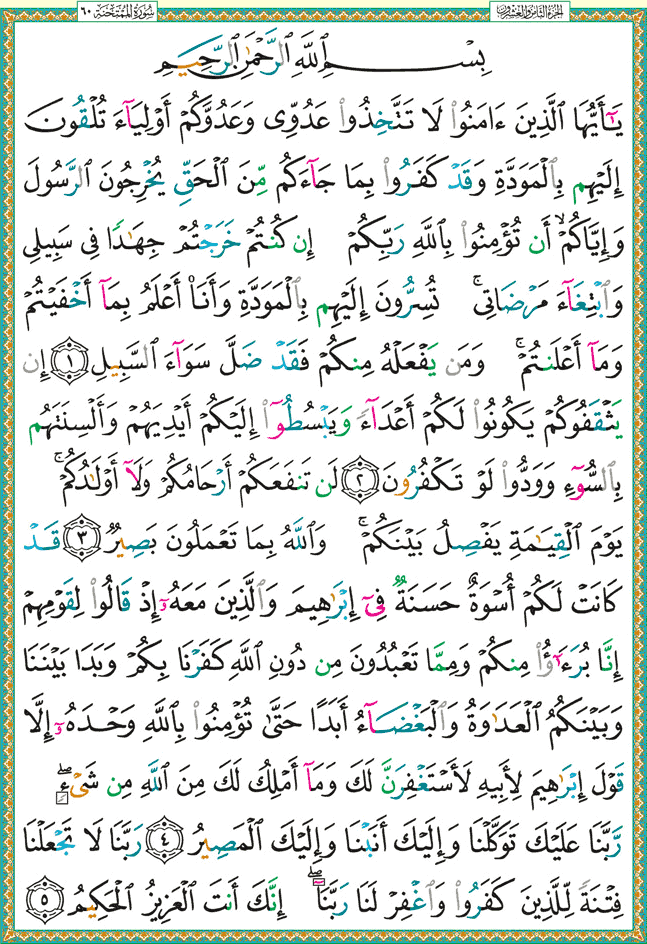 الجزء الثامن والعشرون
سورة الممتحنة ٦٠
بِسْمِ ٱللَّهِ ٱلرَّحْمَٰنِ ٱلرَّحِيمِ
يَـٰٓأَيُّهَا ٱلَّذِينَ ءَامَنُوا۟ لَا تَتَّخِذُوا۟ عَدُوِّى وَعَدُوَّكُمْ أَوْلِيَآءَ تُلْقُونَ
إِلَيْهِم بِٱلْمَوَدَّةِ وَقَدْ كَفَرُوا۟ بِمَا جَآءَكُم مِّنَ ٱلْحَقِّ يُخْرِجُونَ ٱلرَّسُولَ
وَإِيَّاكُمْ ۙ أَن تُؤْمِنُوا۟ بِٱللَّهِ رَبِّكُمْ إِن كُنتُمْ خَرَجْتُمْ جِهَـٰدًا فِى سَبِيلِى
وَٱبْتِغَآءَ مَرْضَاتِى ۚ تُسِرُّونَ إِلَيْهِم بِٱلْمَوَدَّةِ وَأَنَا۠ أَعْلَمُ بِمَآ أَخْفَيْتُمْ
وَمَآ أَعْلَنتُمْ ۚ وَمَن يَفْعَلْهُ مِنكُمْ فَقَدْ ضَلَّ سَوَآءَ ٱلسَّبِيلِ ١ إِن
يَثْقَفُوكُمْ يَكُونُوا۟ لَكُمْ أَعْدَآءً وَيَبْسُطُوٓا۟ إِلَيْكُمْ أَيْدِيَهُمْ وَأَلْسِنَتَهُم
بِٱلسُّوٓءِ وَوَدُّوا۟ لَوْ تَكْفُرُونَ ٢ لَن تَنفَعَكُمْ أَرْحَامُكُمْ وَلَآ أَوْلَـٰدُكُمْ ۚ
يَوْمَ ٱلْقِيَـٰمَةِ يَفْصِلُ بَيْنَكُمْ ۚ وَٱللَّهُ بِمَا تَعْمَلُونَ بَصِيرٌ ٣ قَدْ
كَانَتْ لَكُمْ أُسْوَةٌ حَسَنَةٌ فِىٓ إِبْرَٰهِيمَ وَٱلَّذِينَ مَعَهُۥٓ إِذْ قَالُوا۟ لِقَوْمِهِمْ
إِنَّا بُرَءَٰٓؤُا۟ مِنكُمْ وَمِمَّا تَعْبُدُونَ مِن دُونِ ٱللَّهِ كَفَرْنَا بِكُمْ وَبَدَا بَيْنَنَا
وَبَيْنَكُمُ ٱلْعَدَٰوَةُ وَٱلْبَغْضَآءُ أَبَدًا حَتَّىٰ تُؤْمِنُوا۟ بِٱللَّهِ وَحْدَهُۥٓ إِلَّا
قَوْلَ إِبْرَٰهِيمَ لِأَبِيهِ لَأَسْتَغْفِرَنَّ لَكَ وَمَآ أَمْلِكُ لَكَ مِنَ ٱللَّهِ مِن شَىْءٍ ۖ
رَّبَّنَا عَلَيْكَ تَوَكَّلْنَا وَإِلَيْكَ أَنَبْنَا وَإِلَيْكَ ٱلْمَصِيرُ ٤ رَبَّنَا لَا تَجْعَلْنَا
فِتْنَةً لِّلَّذِينَ كَفَرُوا۟ وَٱغْفِرْ لَنَا رَبَّنَآ ۖ إِنَّكَ أَنتَ ٱلْعَزِيزُ ٱلْحَكِيمُ ٥